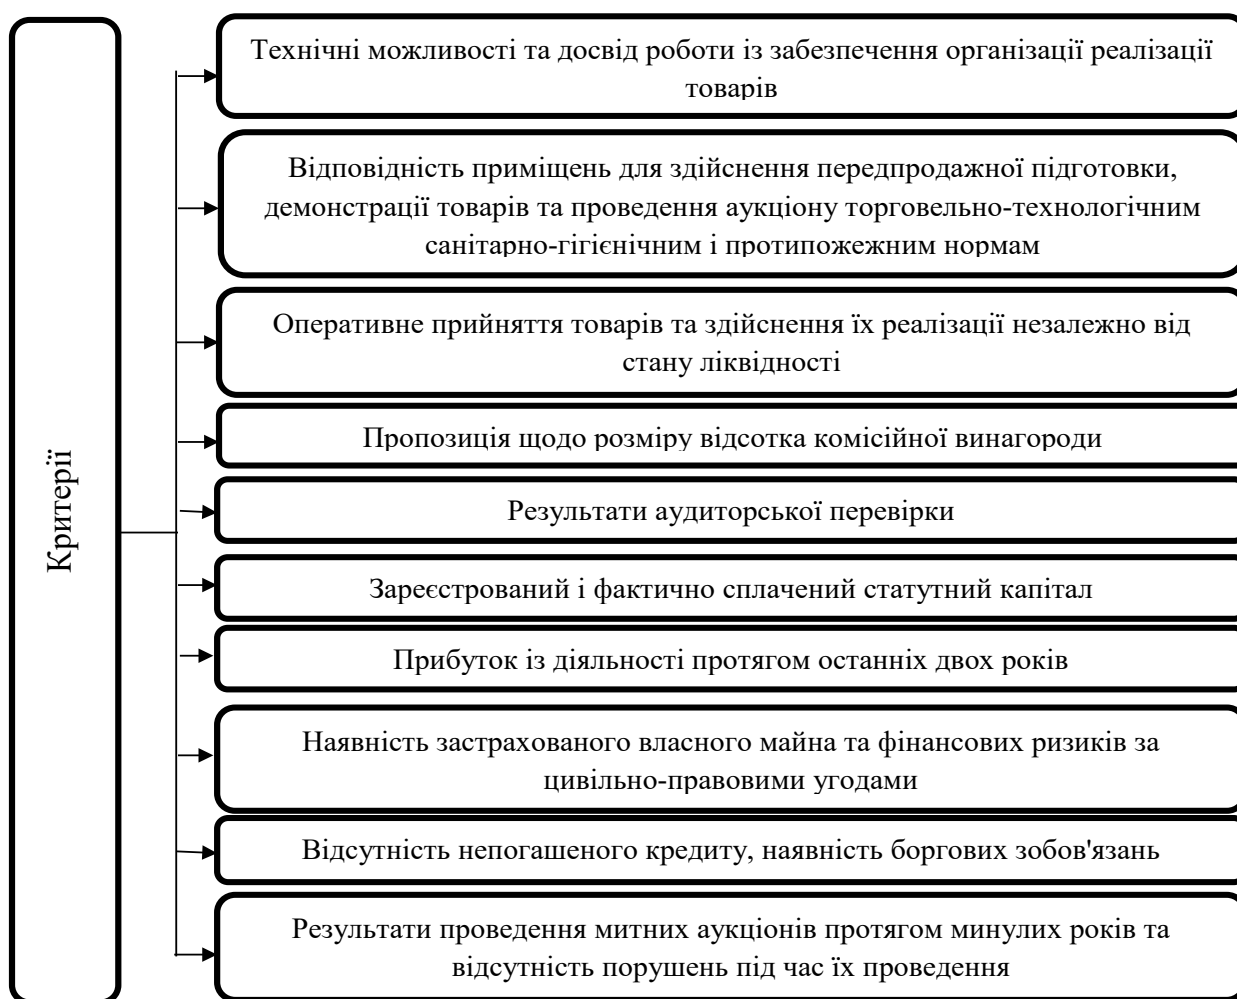 Критерії
Технічні можливості та досвід роботи із забезпечення організації реалізації
товарів
Відповідність приміщень для здійснення передпродажної підготовки,
демонстрації товарів та проведення аукціону торговельно-технологічним
санітарно-гігієнічним і протипожежним нормам
Оперативне прийняття товарів та здійснення їх реалізації незалежно від
стану ліквідності
Пропозиція щодо розміру відсотка комісійної винагороди
Результати аудиторської перевірки
Зареєстрований і фактично сплачений статутний капітал
Прибуток із діяльності протягом останніх двох років
Наявність застрахованого власного майна та фінансових ризиків за
цивільно-правовими угодами
Відсутність непогашеного кредиту, наявність боргових зобов'язань
Результати проведення митних аукціонів протягом минулих років та
відсутність порушень під час їх проведення